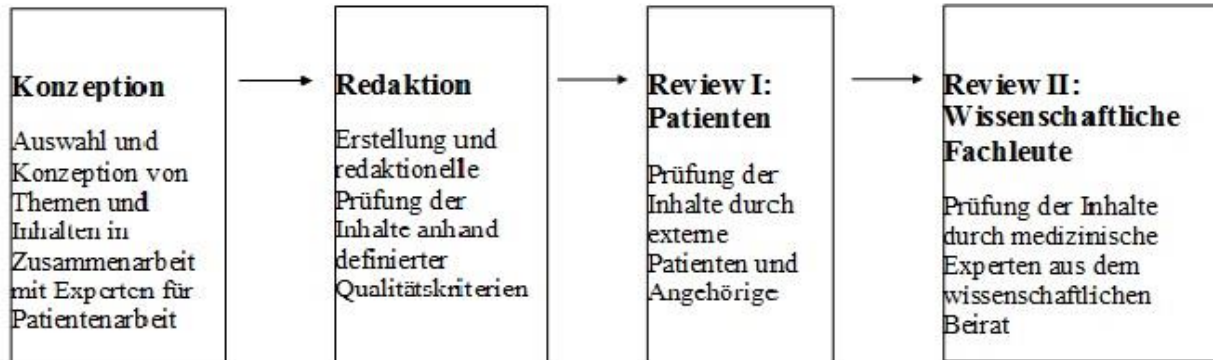 Konzeption
Auswahl und
Konzeption von
Themen und
Inhalten in
Zusammenarbeit
mit Experten für
Patientenarbeit
Redaktion
Erstellung und
redaktionelle
Prüfung der
Inhalte anhand
definierter
Qualitätskriterien
Review I:
Patienten
Prüfung der
Inhalte durch
externe
Patienten und
Angehörige
Review II:
Wissenschaftliche
Fachleute
Prüfung der Inhalte
durch medizinische
Experten aus dem
wissenschaftlichen
Beirat